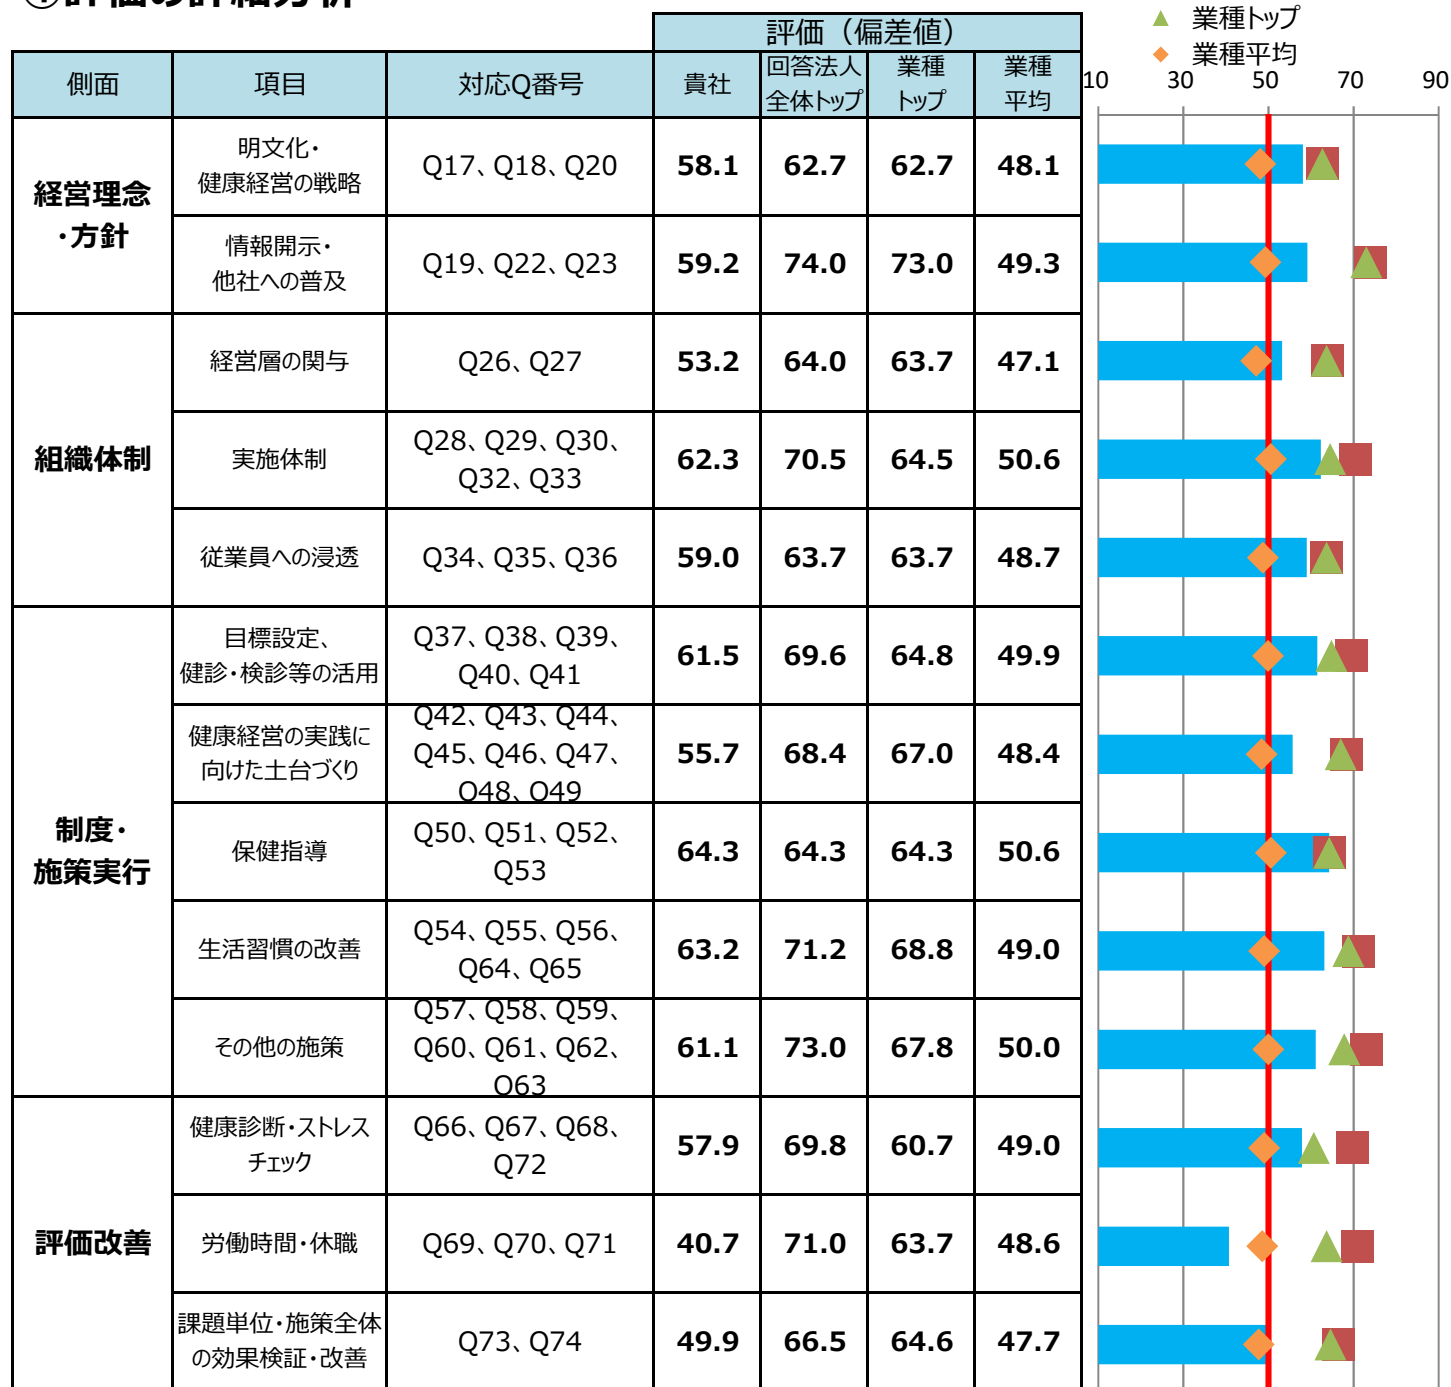 ①評価の詳細分析
業種トップ
業種平均
評価（偏差値）
側面 項目 対応Q番号 貴社 回答法人全体トップ 業種トップ 業種平均
10 30 50 70 90
経営理念
・方針
明文化・
健康経営の戦略
Q17、Q18、Q20
58.1 62.7 62.7 48.1
情報開示・
他社への普及
Q19、Q22、Q23
59.2 74.0 73.0 49.3
組織体制
経営層の関与
Q26、Q27
53.2 64.0 63.7 47.1
実施体制
Q28、Q29、Q30、
Q32、Q33
62.3 70.5 64.5 50.6
従業員への浸透
Q34、Q35、Q36
59.0 63.7 63.7 48.7
制度・
施策実行
目標設定、
健診・検診等の活用
Q37、Q38、Q39、
Q40、Q41
61.5 69.6 64.8 49.9
健康経営の実践に
向けた土台づくり
Q42、Q43、Q44、
Q45、Q46、Q47、
Q48、Q49
55.7 68.4 67.0 48.4
保健指導
Q50、Q51、Q52、
Q53
64.3 64.3 64.3 50.6
生活習慣の改善
Q54、Q55、Q56、
Q64、Q65
63.2 71.2 68.8 49.0
その他の施策
Q57、Q58、Q59、
Q60、Q61、Q62、
Q63
61.1 73.0 67.8 50.0
評価改善
健康診断・ストレス
チェック
Q66、Q67、Q68、
Q72
57.9 69.8 60.7 49.0
労働時間・休職
Q69、Q70、Q71
40.7 71.0 63.7 48.6
課題単位・施策全体
の効果検証・改善
Q73、Q74
49.9 66.5 64.6 47.7